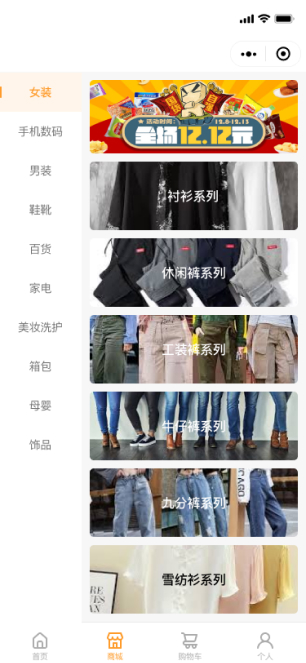 女装
手机数码
男装
鞋靴
百货
家电
美妆洗护
箱包
母婴
饰品
活动时间: 12.8-12.15
全场12.12元
衬衫系列
休闲裤系列
工装裤系列
牛仔裤系列
九分裤系列
雪纺衫系列
首页
商城
购物车
个人